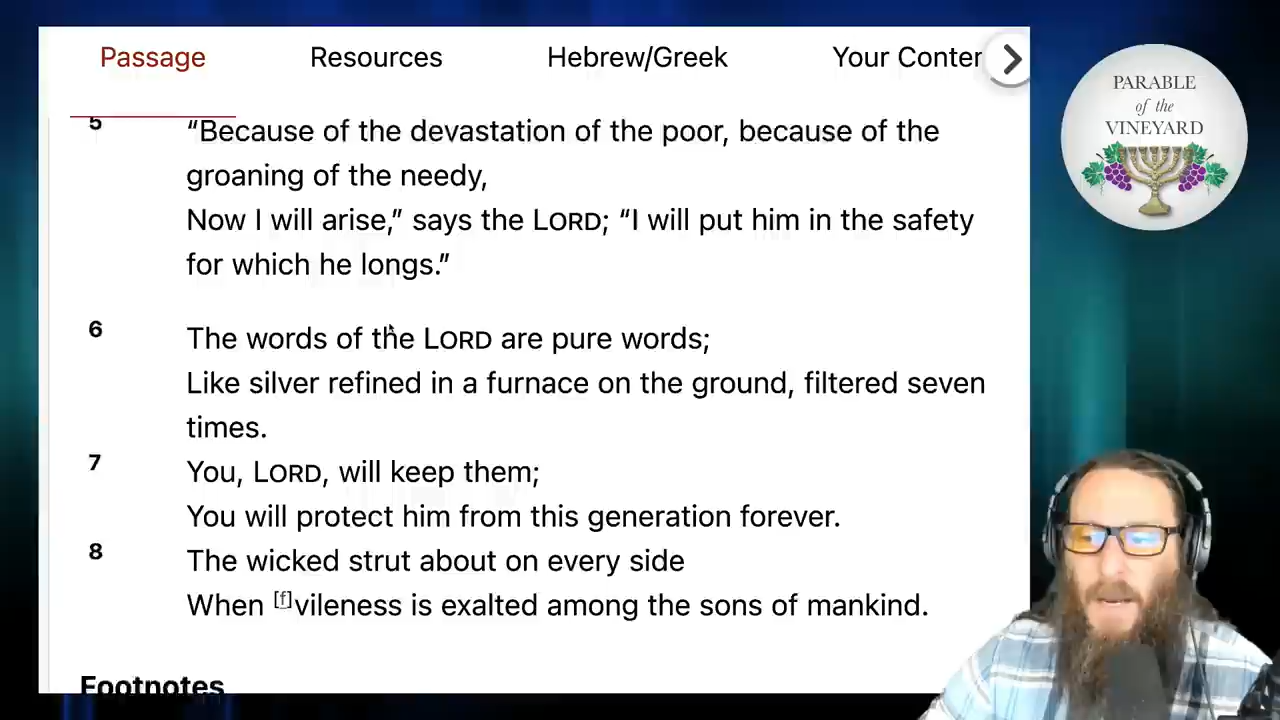 Passage Resources Hebrew/Greek Your Conter
PARABLE
of the
VINEYARD
5 “Because of the devastation of the poor, because of the
groaning of the needy,
Now I will arise,” says the LORD; “I will put him in the safety
for which he longs.”
6 The words of the LORD are pure words;
Like silver refined in a furnace on the ground, filtered seven
times.
7 You, LORD, will keep them;
You will protect him from this generation forever.
8 The wicked strut about on every side
When [f]vileness is exalted among the sons of mankind.
Footnotes